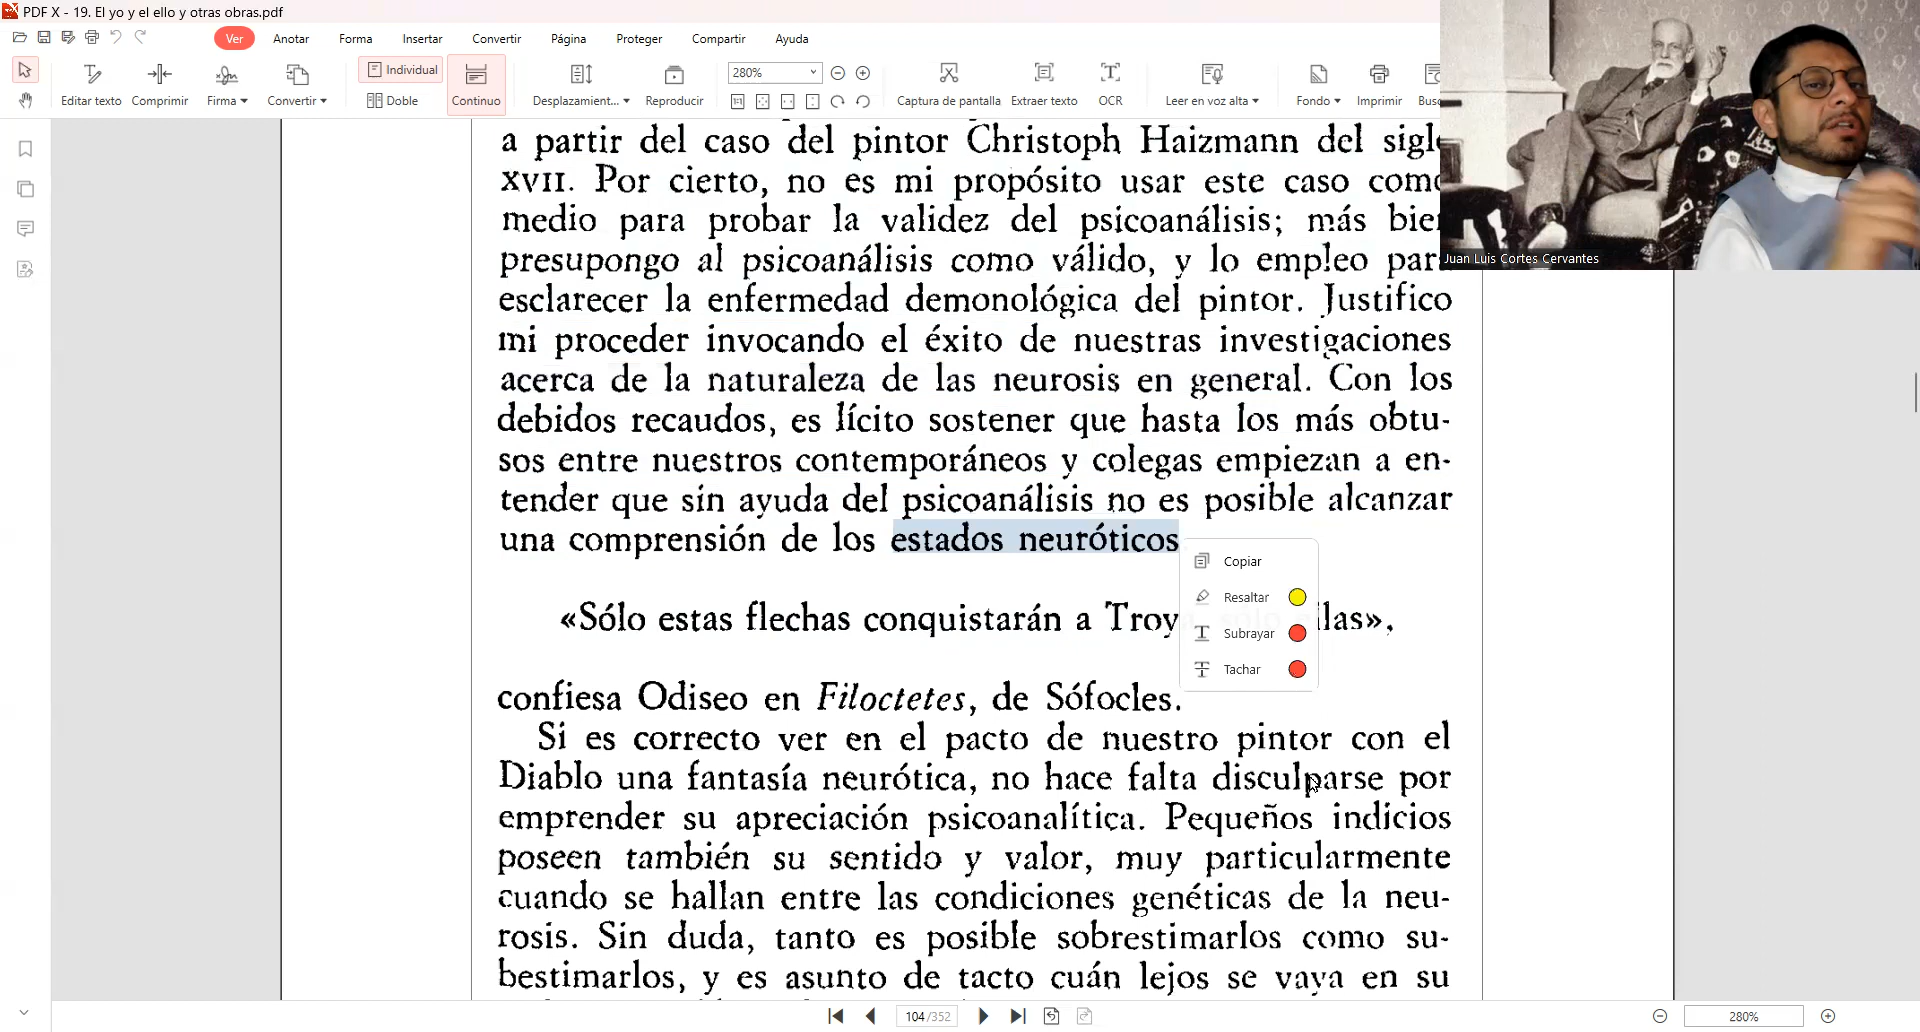 PDF X - 19. El yo y el ello y otras obras.pdf
Ver Anotar Forma Insertar Convertir Página Proteger Compartir Ayuda
Individual 280%
Editar texto Comprimir Firma Convertir Doble Continuo Desplazamient... Reproducir Captura de pantalla Extraer texto OCR Leer en voz alta Fondo Imprimir
Juan Luis Cortes Cervantes
a partir del caso del pintor Christoph Haizmann del
XVII. Por cierto, no es mi propósito usar este caso
medio para probar la validez del psicoanálisis; más
presupongo al psicoanálisis como válido, y lo empleo
esclarecer la enfermedad demonológica del pintor. Justifico
mi proceder invocando el éxito de nuestras investigaciones
acerca de la naturaleza de las neurosis en general. Con los
debidos recaudos, es lícito sostener que hasta los más obtu-
sos entre nuestros contemporáneos y colegas empiezan a en-
tender que sin ayuda del psicoanálisis no es posible alcanzar
una comprensión de los estados neuróticos
Copiar
Resaltar
Subrayar
Tachar
«Sólo estas flechas conquistarán a
confiesa Odiseo en Filoctetes, de Sófocles.
Si es correcto ver en el pacto de nuestro pintor con el
Diablo una fantasía neurótica, no hace falta disculparse por
emprender su apreciación psicoanalítica. Pequeños indicios
poseen también su sentido y valor, muy particularmente
cuando se hallan entre las condiciones genéticas de la neu-
rosis. Sin duda, tanto es posible sobrestimarlos como su-
bestimarlos, y es asunto de tacto cuán lejos se vaya en su
104 /352 280%